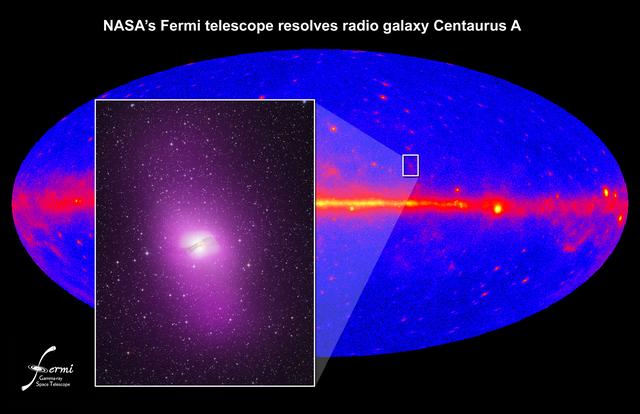 NASA's Fermi telescope resolves radio galaxy Centaurus A
fermi
Gamma-ray
Space Telescope